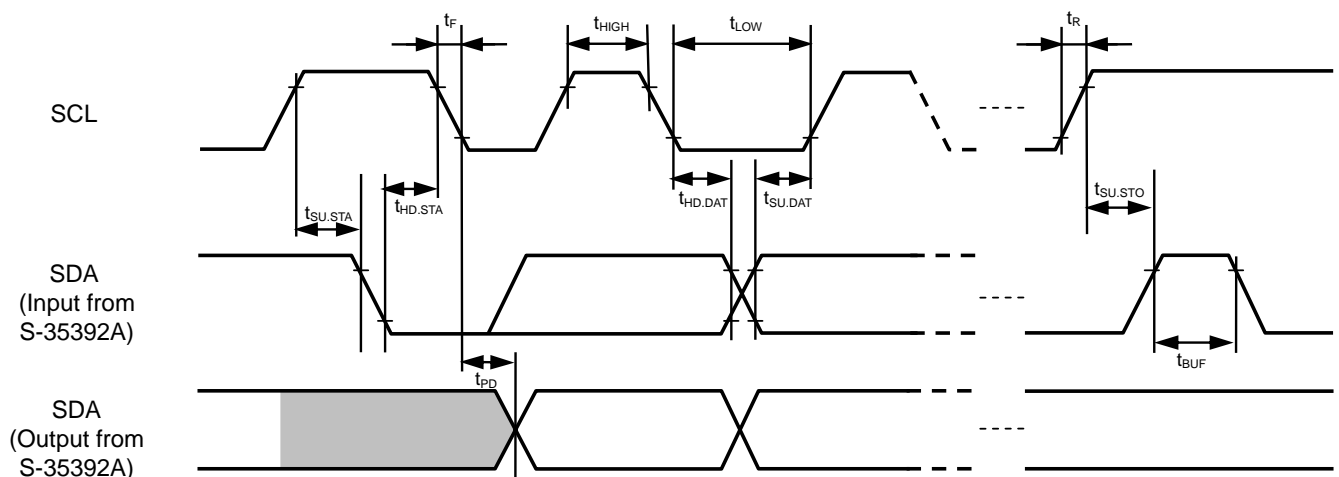 tF
tHIGH
tLOW
tR
SCL
tSU.STA
tHD.STA
tHD.DAT
tSU.DAT
tSU.STO
SDA
(Input from
S-35392A)
tBUF
tPD
SDA
(Output from
S-35392A)